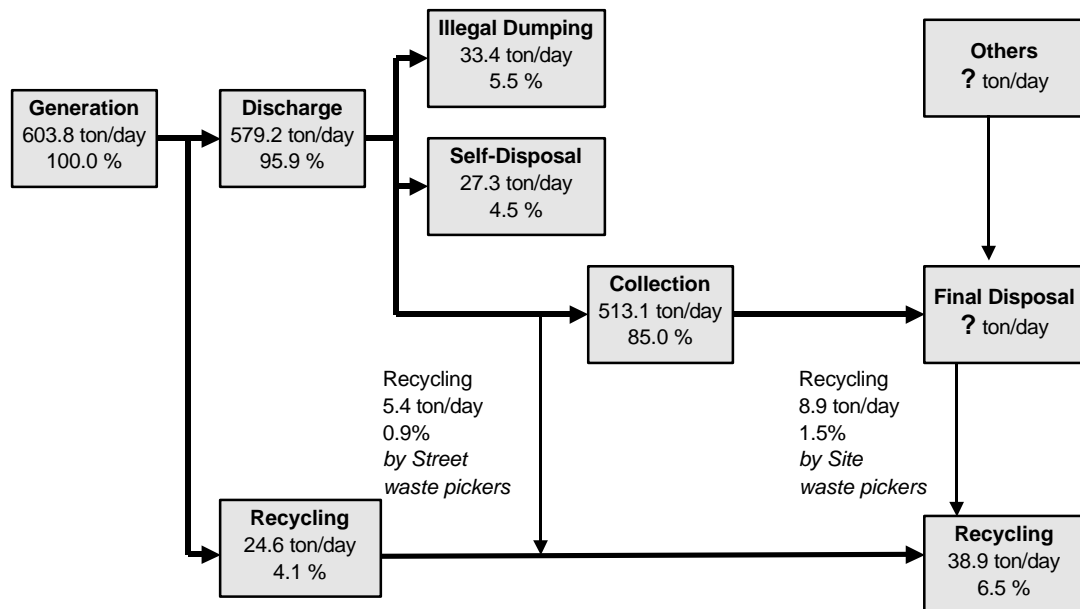 Illegal Dumping
33.4 ton/day
5.5 %
Others
? ton/day
Generation
603.8 ton/day
100.0 %
Discharge
579.2 ton/day
95.9 %
Self-Disposal
27.3 ton/day
4.5 %
Collection
513.1 ton/day
85.0 %
Final Disposal
? ton/day
Recycling
5.4 ton/day
0.9%
by Street
waste pickers
Recycling
8.9 ton/day
1.5%
by Site
waste pickers
Recycling
24.6 ton/day
4.1 %
Recycling
38.9 ton/day
6.5 %